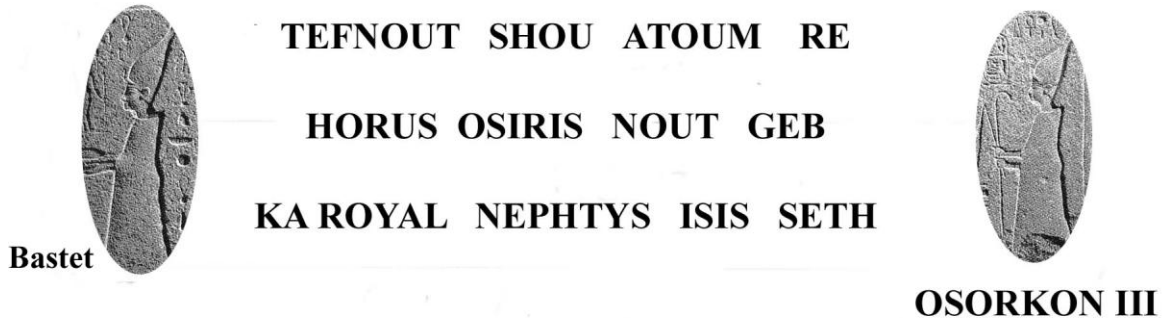 TEFNOUT SHOU ATOUM RE
HORUS OSIRIS NOUT GEB
KA ROYAL NEPHTYS ISIS SETH
Bastet
OSORKON III